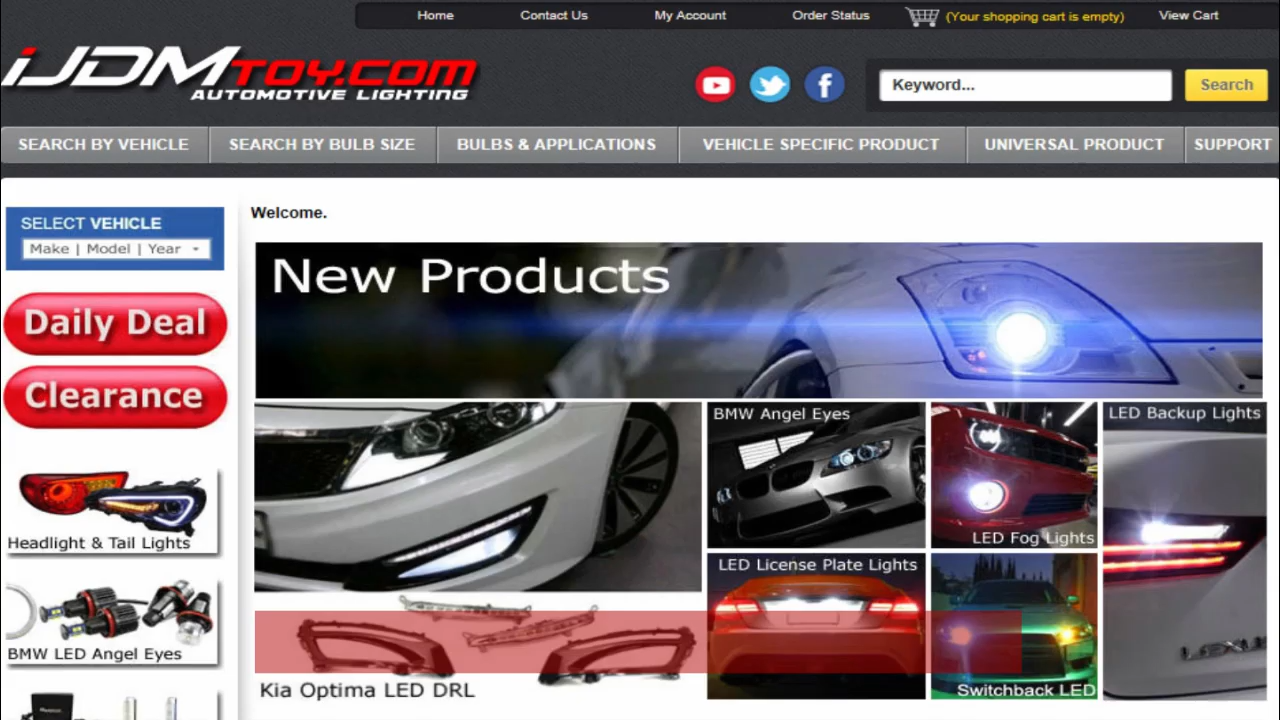 Home Contact Us My Account Order Status (Your shopping cart is empty) View Cart
iJDMTOY.COM
AUTOMOTIVE LIGHTING
Keyword... Search
SEARCH BY VEHICLE SEARCH BY BULB SIZE BULBS & APPLICATIONS VEHICLE SPECIFIC PRODUCT UNIVERSAL PRODUCT SUPPORT
Welcome.
SELECT VEHICLE
Make | Model | Year
Daily Deal
Clearance
Headlight & Tail Lights
BMW LED Angel Eyes
New Products
BMW Angel Eyes
LED Backup Lights
LED Fog Lights
LED License Plate Lights
Kia Optima LED DRL
Switchback LED